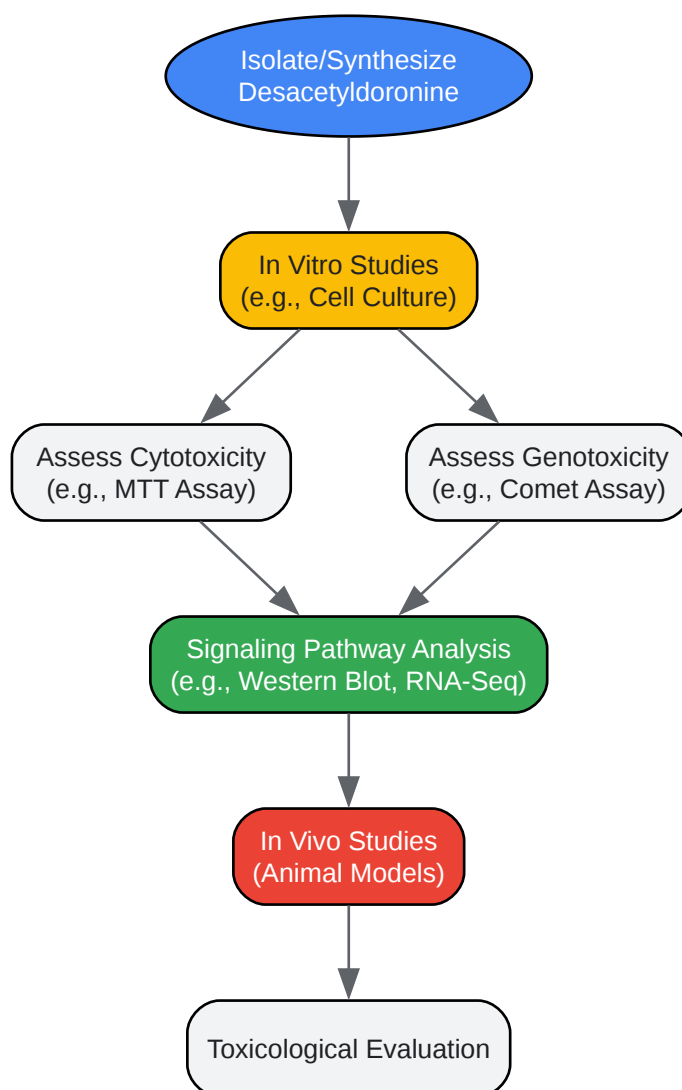 Isolate/Synthesize
Desacetyldoronine
In Vitro Studies
(e.g., Cell Culture)
Assess Cytotoxicity
(e.g., MTT Assay)
Assess Genotoxicity
(e.g., Comet Assay)
Signaling Pathway Analysis
(e.g., Western Blot, RNA-Seq)
In Vivo Studies
(Animal Models)
Toxicological Evaluation